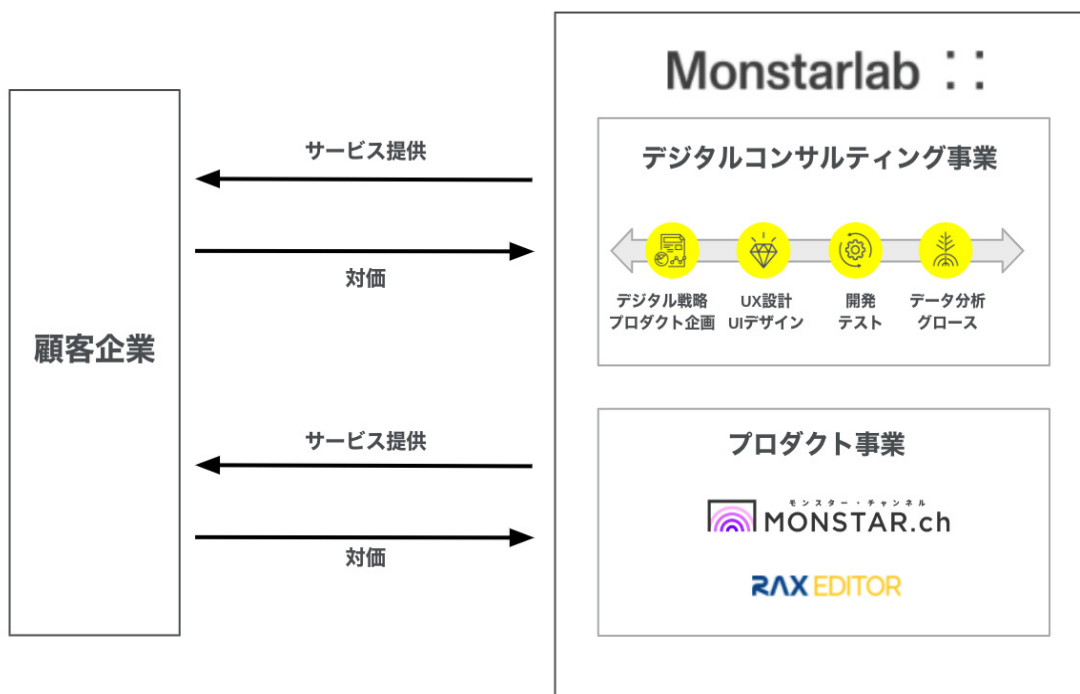 Monstarlab
デジタルコンサルティング事業
デジタル戦略
プロダクト企画
UX設計
UIデザイン
開発
テスト
データ分析
グロース
サービス提供
対価
顧客企業
サービス提供
対価
プロダクト事業
モンスター・チャンネル
MONSTAR.ch
RAX EDITOR